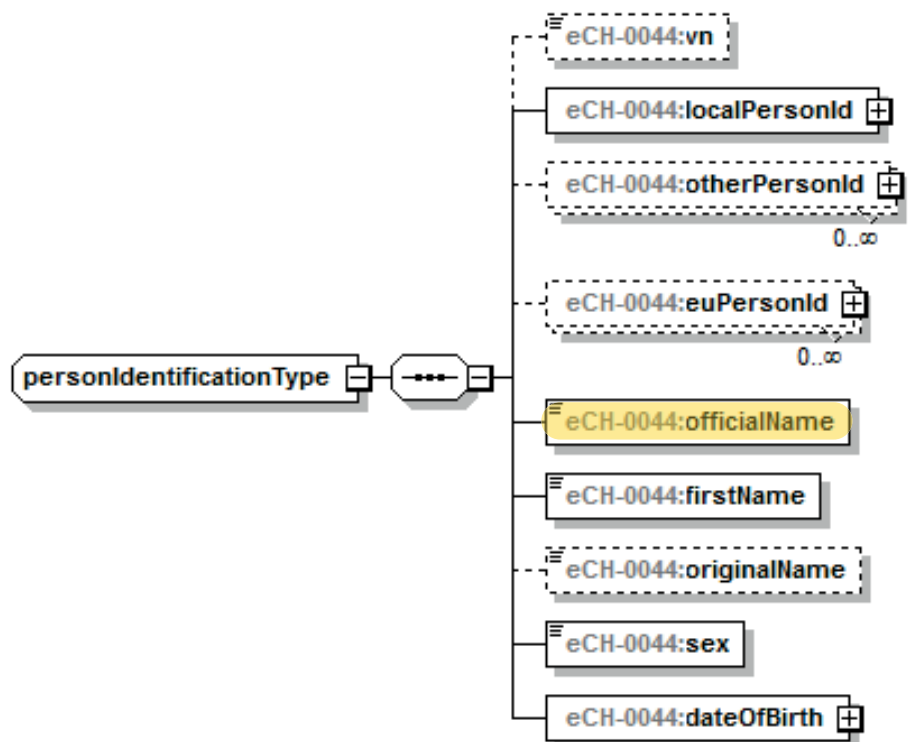 eCH-0044:vn
eCH-0044:localPersonId
eCH-0044:otherPersonId
0..∞
eCH-0044:euPersonId
0..∞
personIdentificationType
eCH-0044:officialName
eCH-0044:firstName
eCH-0044:originalName
eCH-0044:sex
eCH-0044:dateOfBirth